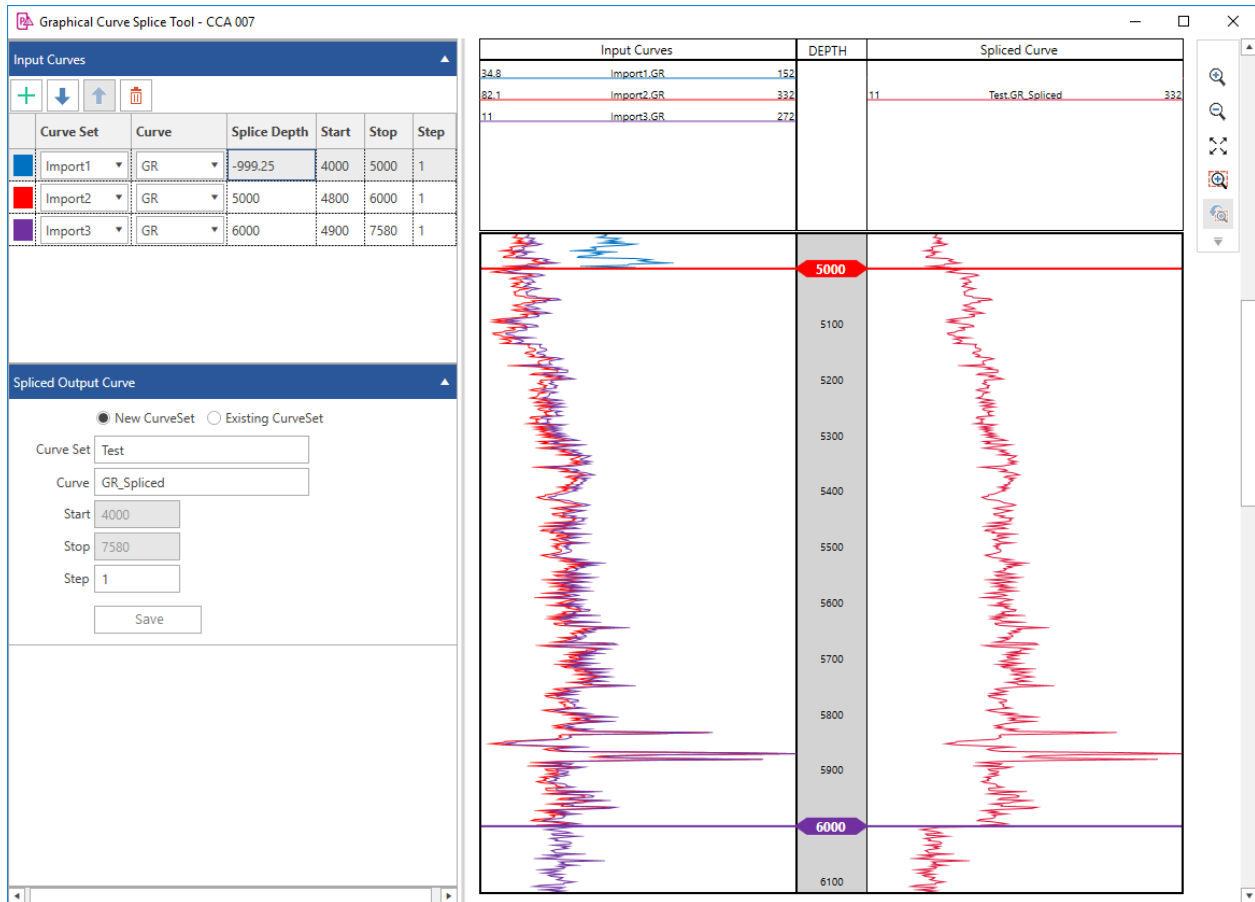 Graphical Curve Splice Tool - CCA 007
Input Curves
Curve Set Curve Splice Depth Start Stop Step
Import1 GR -999.25 4000 5000 1
Import2 GR 5000 4800 6000 1
Import3 GR 6000 4900 7580 1
Spliced Output Curve
New CurveSet Existing CurveSet
Curve Set Test
Curve GR_Spliced
Start 4000
Stop 7580
Step 1
Save
Input Curves DEPTH Spliced Curve
34.8 Import1.GR 152
82.1 Import2.GR 332 11 Test.GR_Spliced 332
11 Import3.GR 272
5000
5100
5200
5300
5400
5500
5600
5700
5800
5900
6000
6100